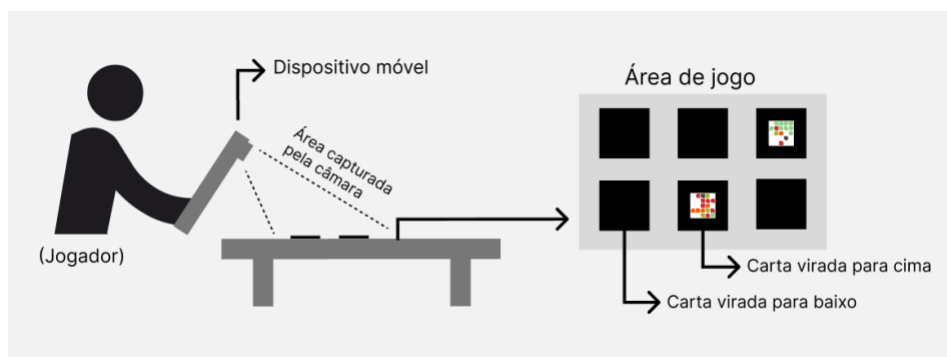 Dispositivo móvel
Área capturada
pela câmara
(Jogador)
Área de jogo
Carta virada para cima
Carta virada para baixo